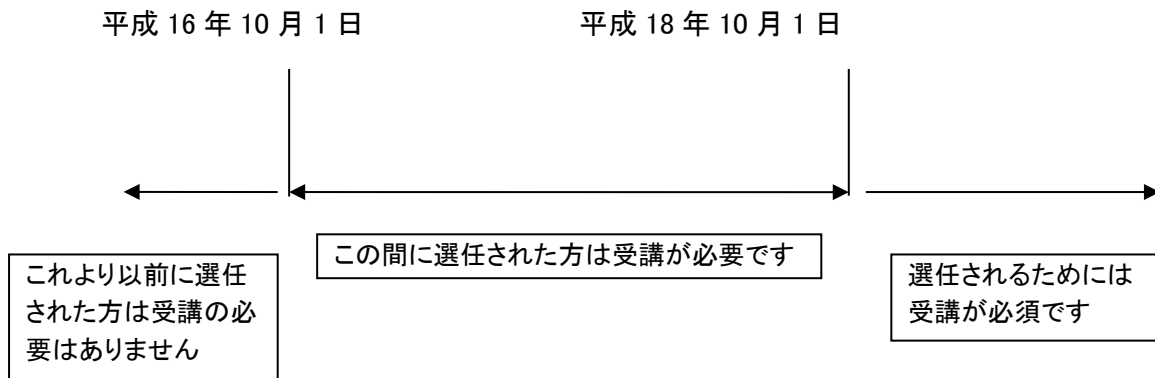 平成 16 年 10 月 1 日
平成 18 年 10 月 1 日
これより以前に選任
された方は受講の必
要はありません
この間に選任された方は受講が必要です
選任されるためには
受講が必須です